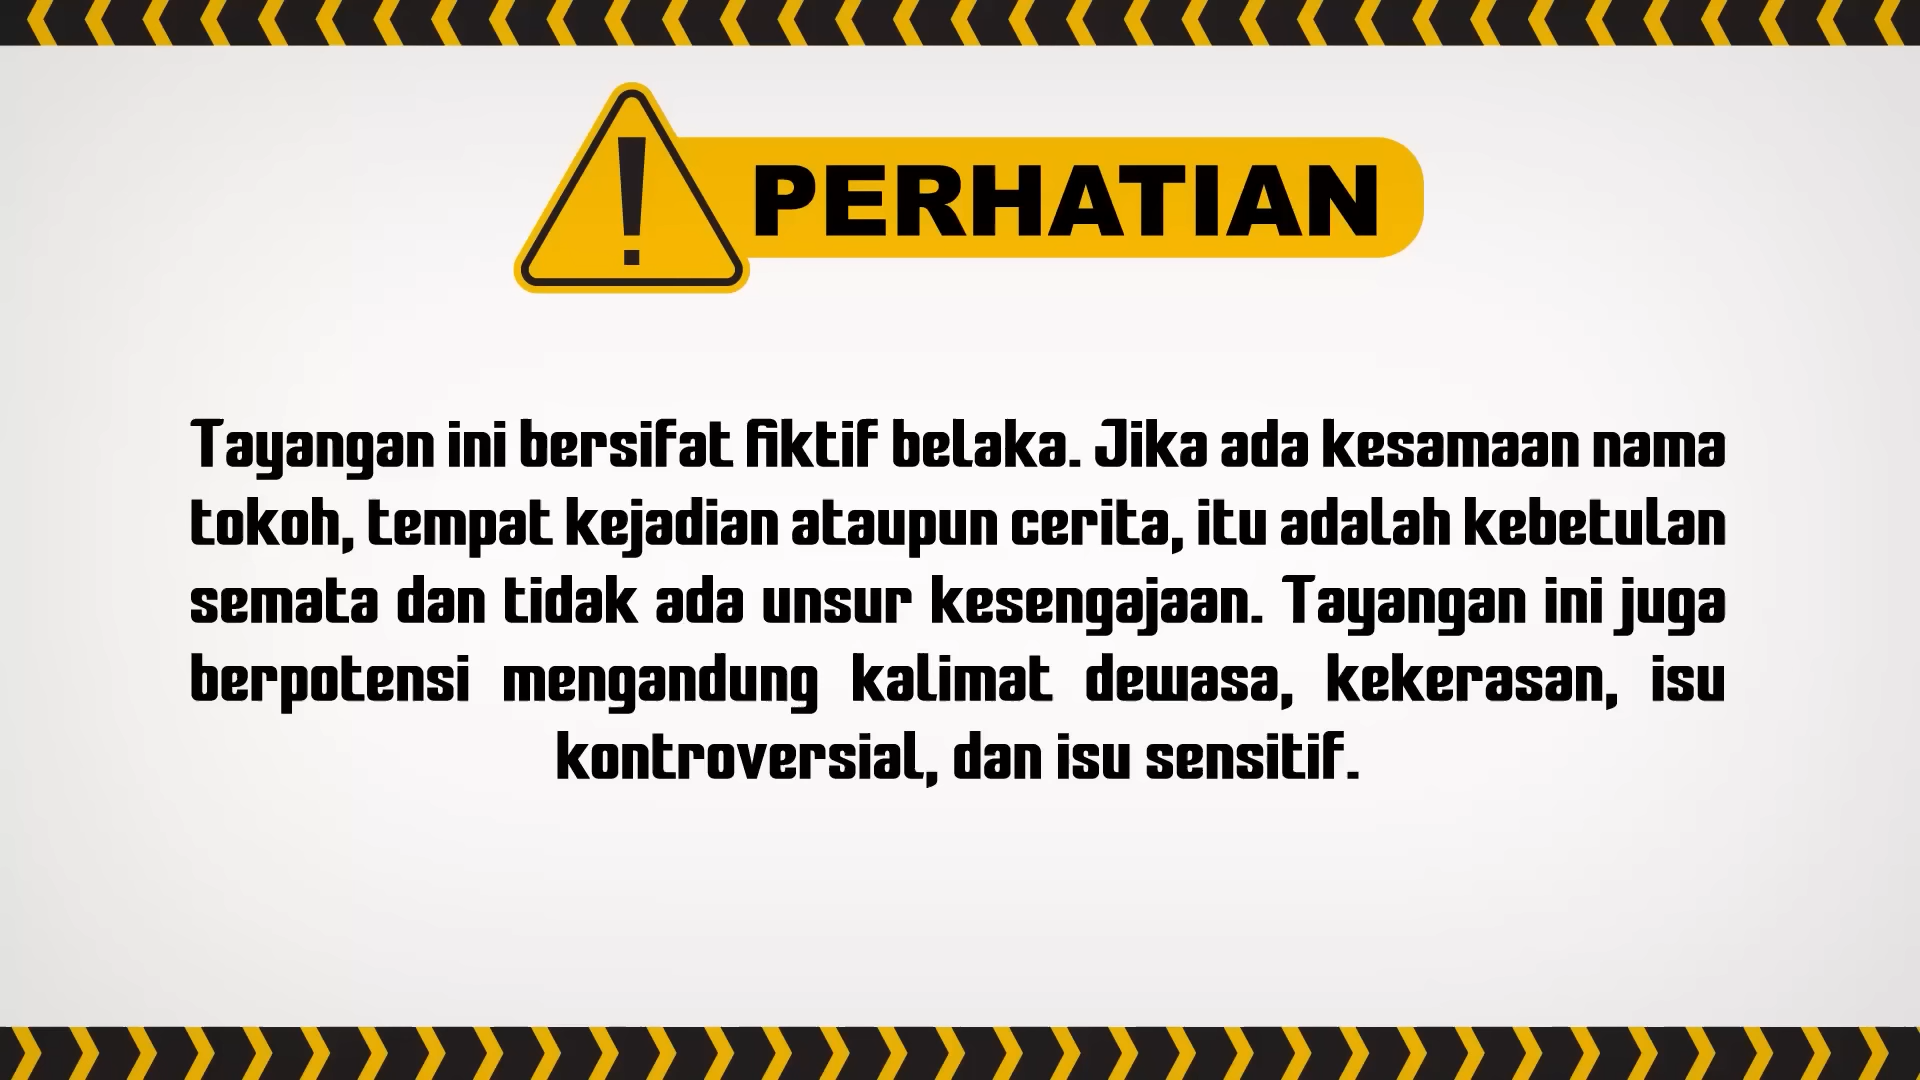 PERHATIAN
Tayangan ini bersifat fiktif belaka. Jika ada kesamaan nama
tokoh, tempat kejadian ataupun cerita, itu adalah kebetulan
semata dan tidak ada unsur kesengajaan. Tayangan ini juga
berpotensi mengandung kalimat dewasa, kekerasan, isu
kontroversial, dan isu sensitif.